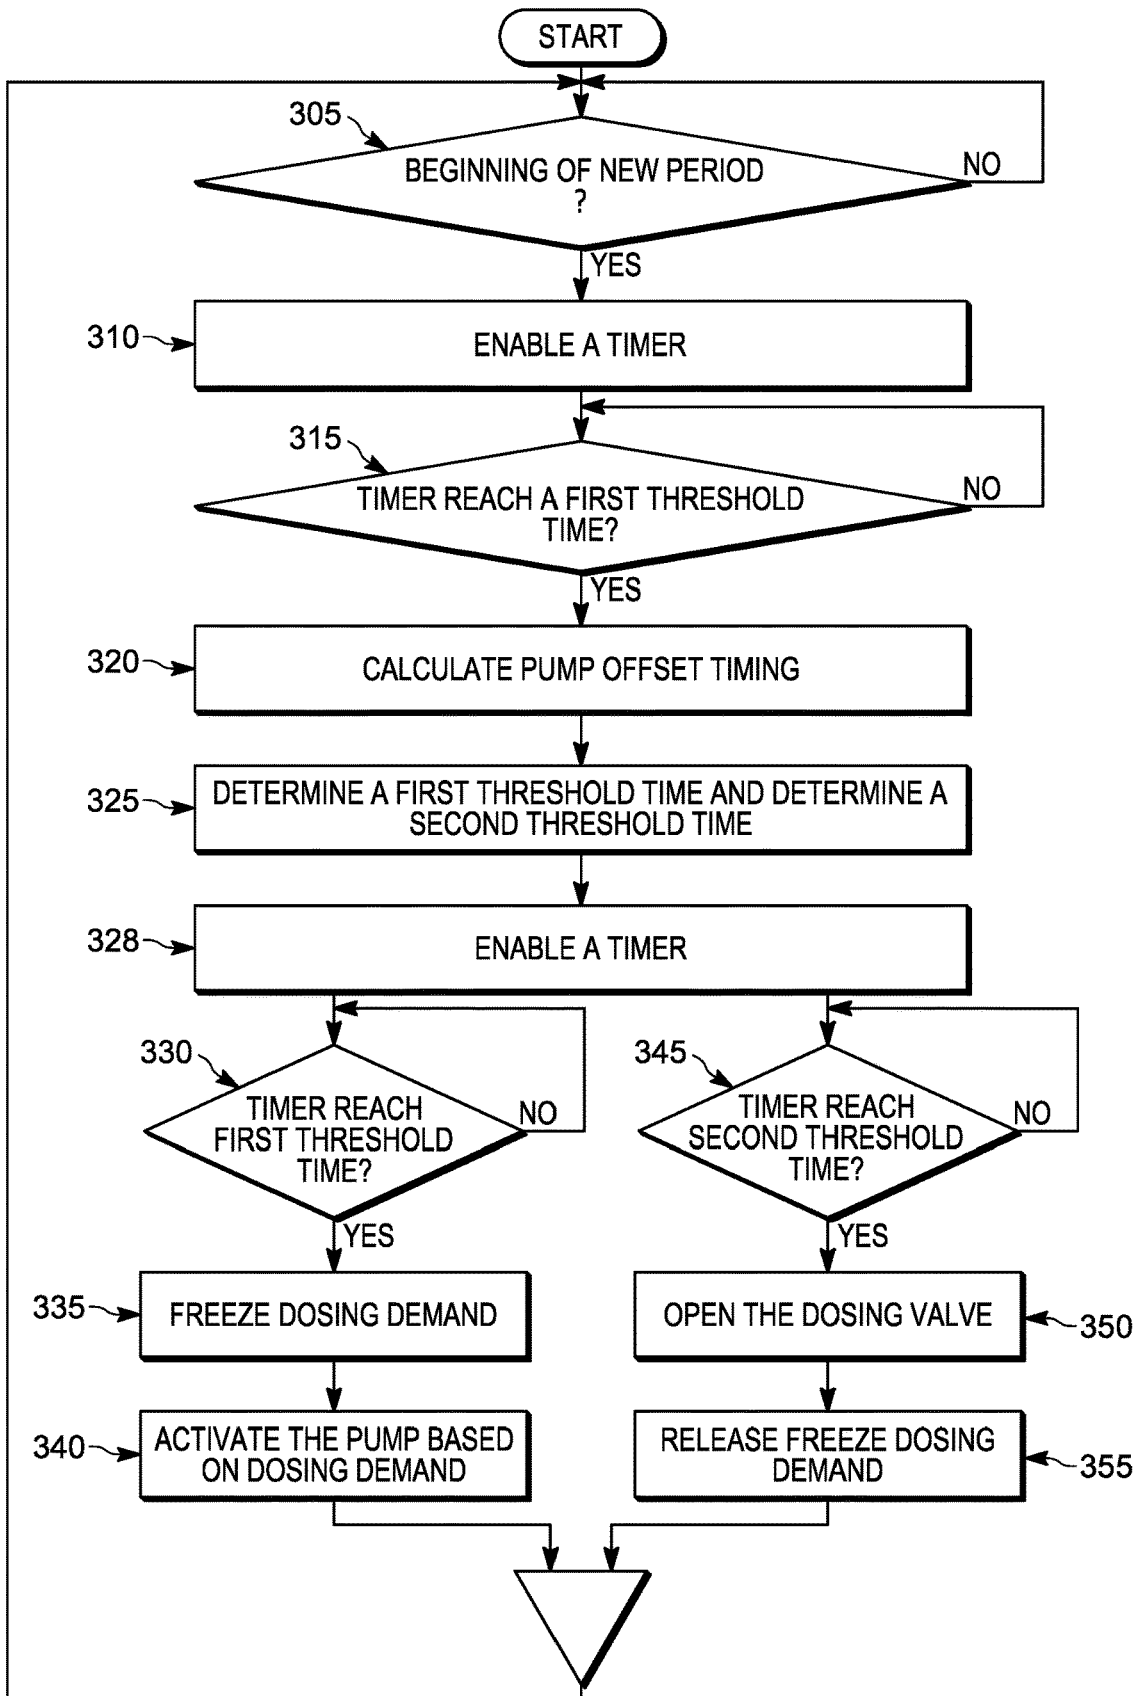 START
305
BEGINNING OF NEW PERIOD
?
NO
YES
310
ENABLE A TIMER
315
TIMER REACH A FIRST THRESHOLD
TIME?
NO
YES
320
CALCULATE PUMP OFFSET TIMING
325
DETERMINE A FIRST THRESHOLD TIME AND DETERMINE A
SECOND THRESHOLD TIME
328
ENABLE A TIMER
330
TIMER REACH
FIRST THRESHOLD
TIME?
NO
YES
345
TIMER REACH
SECOND THRESHOLD
TIME?
NO
YES
335
FREEZE DOSING DEMAND
OPEN THE DOSING VALVE
350
340
ACTIVATE THE PUMP BASED
ON DOSING DEMAND
RELEASE FREEZE DOSING
DEMAND
355